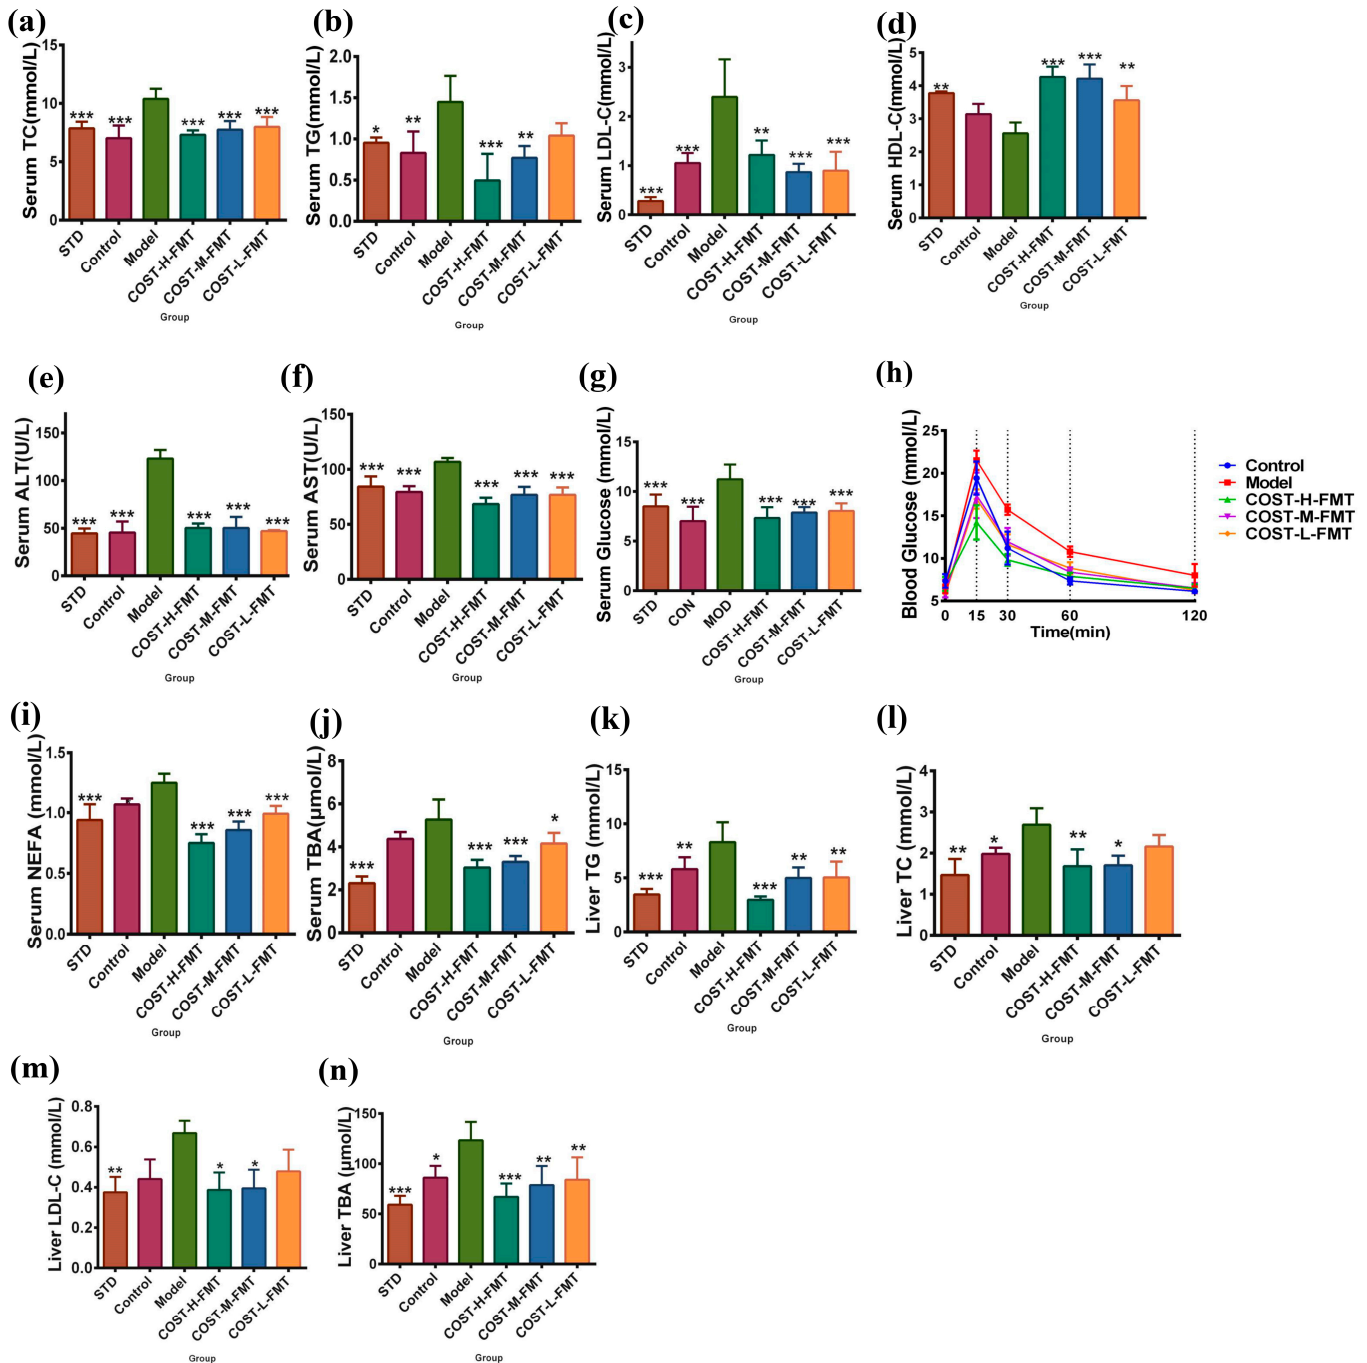 (a)
Serum TC(mmol/L)
15
10
5
0
***
***
***
***
***
STD
Control
Model
COST-H-FMT
COST-M-FMT
COST-L-FMT
Group
(b)
Serum TG(mmol/L)
2.0
1.5
1.0
0.5
0.0
*
**
***
**
STD
Control
Model
COST-H-FMT
COST-M-FMT
COST-L-FMT
Group
(c)
Serum LDL-C(mmol/L)
3
2
1
0
***
***
**
***
***
STD
Control
Model
COST-H-FMT
COST-M-FMT
COST-L-FMT
Group
(d)
Serum HDL-C(mmol/L)
5
4
3
2
1
0
**
***
***
**
STD
Control
Model
COST-H-FMT
COST-M-FMT
COST-L-FMT
Group
(e)
Serum ALT(U/L)
150
100
50
0
***
***
***
***
***
STD
Control
Model
COST-H-FMT
COST-M-FMT
COST-L-FMT
Group
(f)
Serum AST(U/L)
150
100
50
0
***
***
***
***
***
STD
Control
Model
COST-H-FMT
COST-M-FMT
COST-L-FMT
Group
(g)
Serum Glucose (mmol/L)
15
10
5
0
***
***
***
***
***
STD
CON
MOD
COST-H-FMT
COST-M-FMT
COST-L-FMT
Group
(h)
Blood Glucose (mmol/L)
25
20
15
10
5
0
15
30
60
120
Time(min)
Control
Model
COST-H-FMT
COST-M-FMT
COST-L-FMT
(i)
Serum NEFA (mmol/L)
1.5
1.0
0.5
0.0
***
***
***
***
STD
Control
Model
COST-H-FMT
COST-M-FMT
COST-L-FMT
Group
(j)
Serum TBA(μmol/L)
8
6
4
2
0
***
***
***
*
STD
Control
Model
COST-H-FMT
COST-M-FMT
COST-L-FMT
Group
(k)
Liver TG (mmol/L)
15
10
5
0
***
**
***
**
**
STD
Control
Model
COST-H-FMT
COST-M-FMT
COST-L-FMT
Group
(l)
Liver TC (mmol/L)
4
3
2
1
0
**
*
**
*
STD
Control
Model
COST-H-FMT
COST-M-FMT
COST-L-FMT
Group
(m)
Liver LDL-C (mmol/L)
0.8
0.6
0.4
0.2
0.0
**
*
*
STD
Control
Model
COST-H-FMT
COST-M-FMT
COST-L-FMT
Group
(n)
Liver TBA (μmol/L)
150
100
50
0
***
*
***
**
**
STD
Control
Model
COST-H-FMT
COST-M-FMT
COST-L-FMT
Group